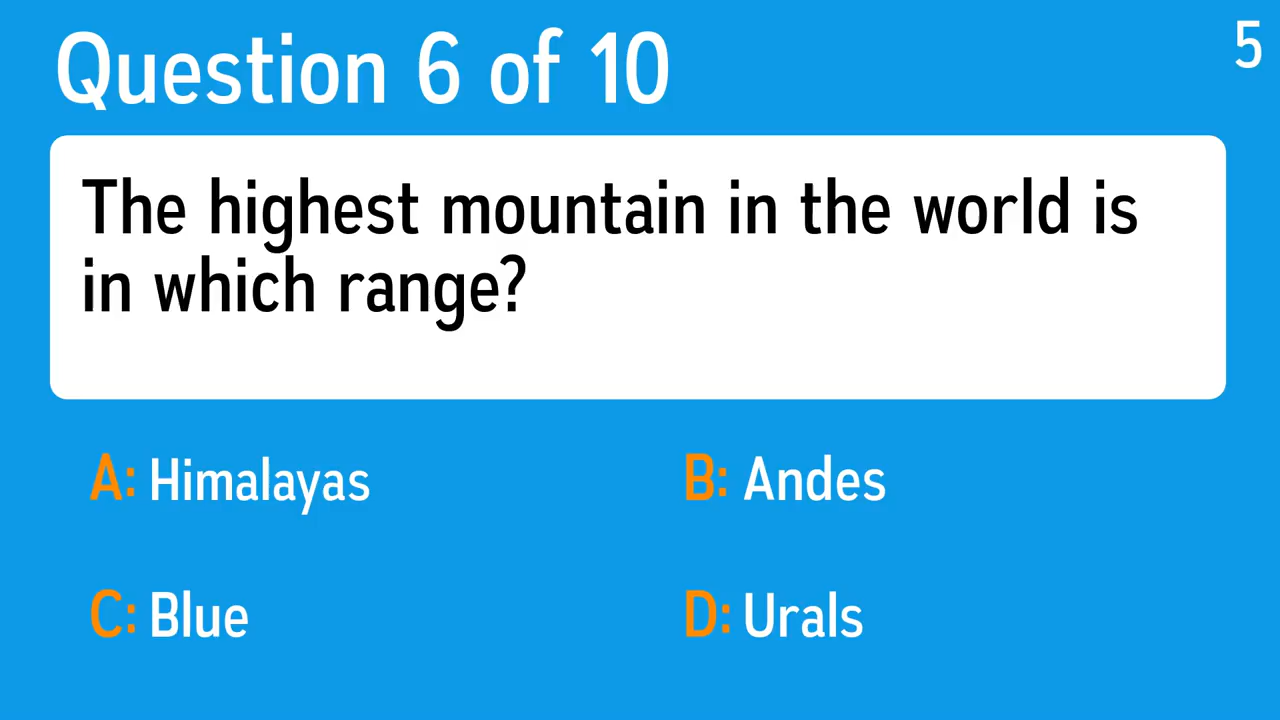 Question 6 of 10
5
The highest mountain in the world is
in which range?
A: Himalayas
B: Andes
C: Blue
D: Urals